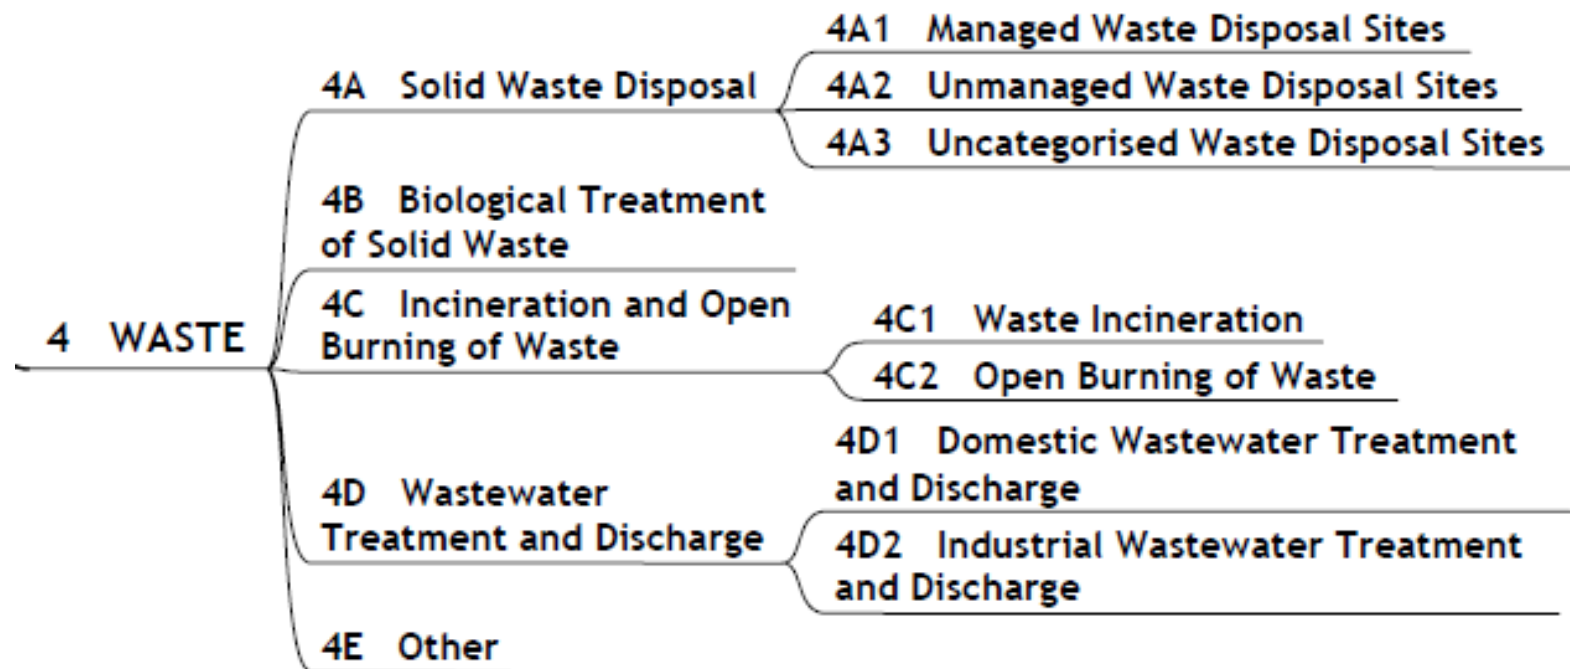 4 WASTE
4A Solid Waste Disposal
4A1 Managed Waste Disposal Sites
4A2 Unmanaged Waste Disposal Sites
4A3 Uncategorised Waste Disposal Sites
4B Biological Treatment
of Solid Waste
4C Incineration and Open
Burning of Waste
4C1 Waste Incineration
4C2 Open Burning of Waste
4D Wastewater
Treatment and Discharge
4D1 Domestic Wastewater Treatment
and Discharge
4D2 Industrial Wastewater Treatment
and Discharge
4E Other